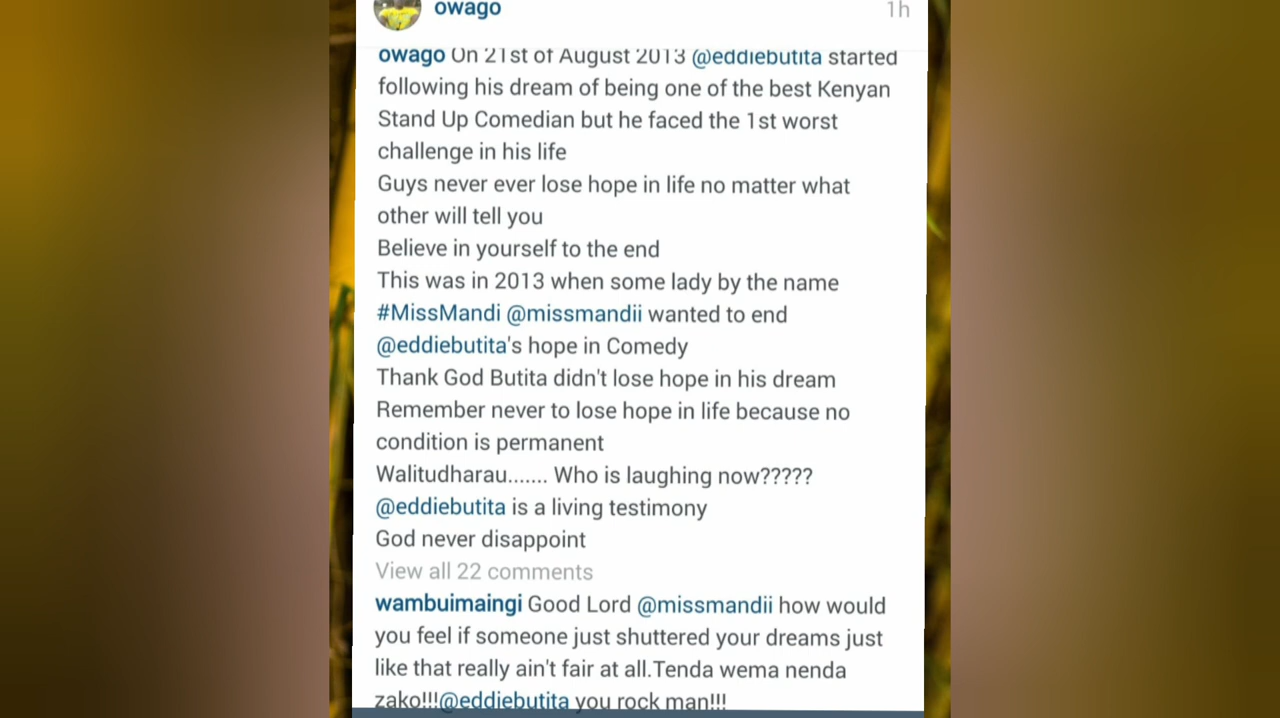 owago
1h
owago On 21st of August 2013 @eddiebutita started
following his dream of being one of the best Kenyan
Stand Up Comedian but he faced the 1st worst
challenge in his life
Guys never ever lose hope in life no matter what
other will tell you
Believe in yourself to the end
This was in 2013 when some lady by the name
#MissMandi @missmandii wanted to end
@eddiebutita's hope in Comedy
Thank God Butita didn't lose hope in his dream
Remember never to lose hope in life because no
condition is permanent
Walitudharau....... Who is laughing now?????
@eddiebutita is a living testimony
God never disappoint
View all 22 comments
wambuimaingi Good Lord @missmandii how would
you feel if someone just shuttered your dreams just
like that really ain't fair at all.Tenda wema nenda
zako!!!@eddiebutita you rock man!!!